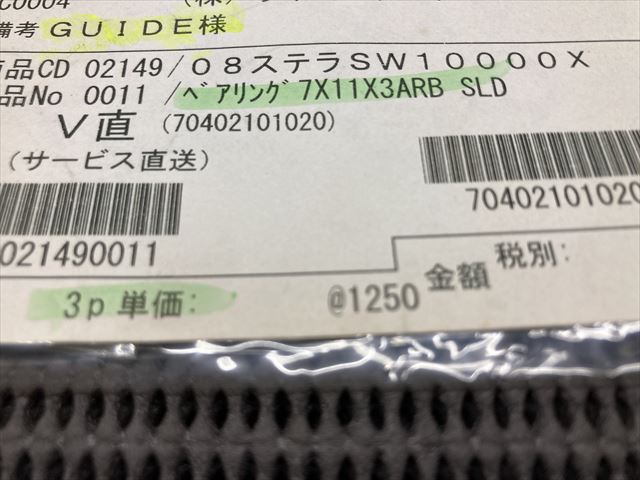 備考 GUIDE様
商品CD 02149/08ステラSW10000X
品No 0011 /ベアリング 7X11X3ARB SLD
V直 (70402101020)
(サービス直送)
70402101020
021490011
税別:
金額
3p 単価: @1250